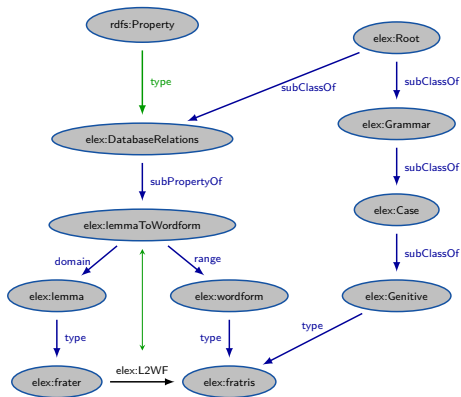 rdfs:Property
elex:Root
type
subClassOf
subClassOf
elex:Grammar
elex:DatabaseRelations
subPropertyOf
subClassOf
elex:Case
elex:lemmaToWordform
domain
range
subClassOf
elex:lemma
elex:wordform
elex:Genitive
type
type
type
elex:L2WF
elex:frater
elex:fratris